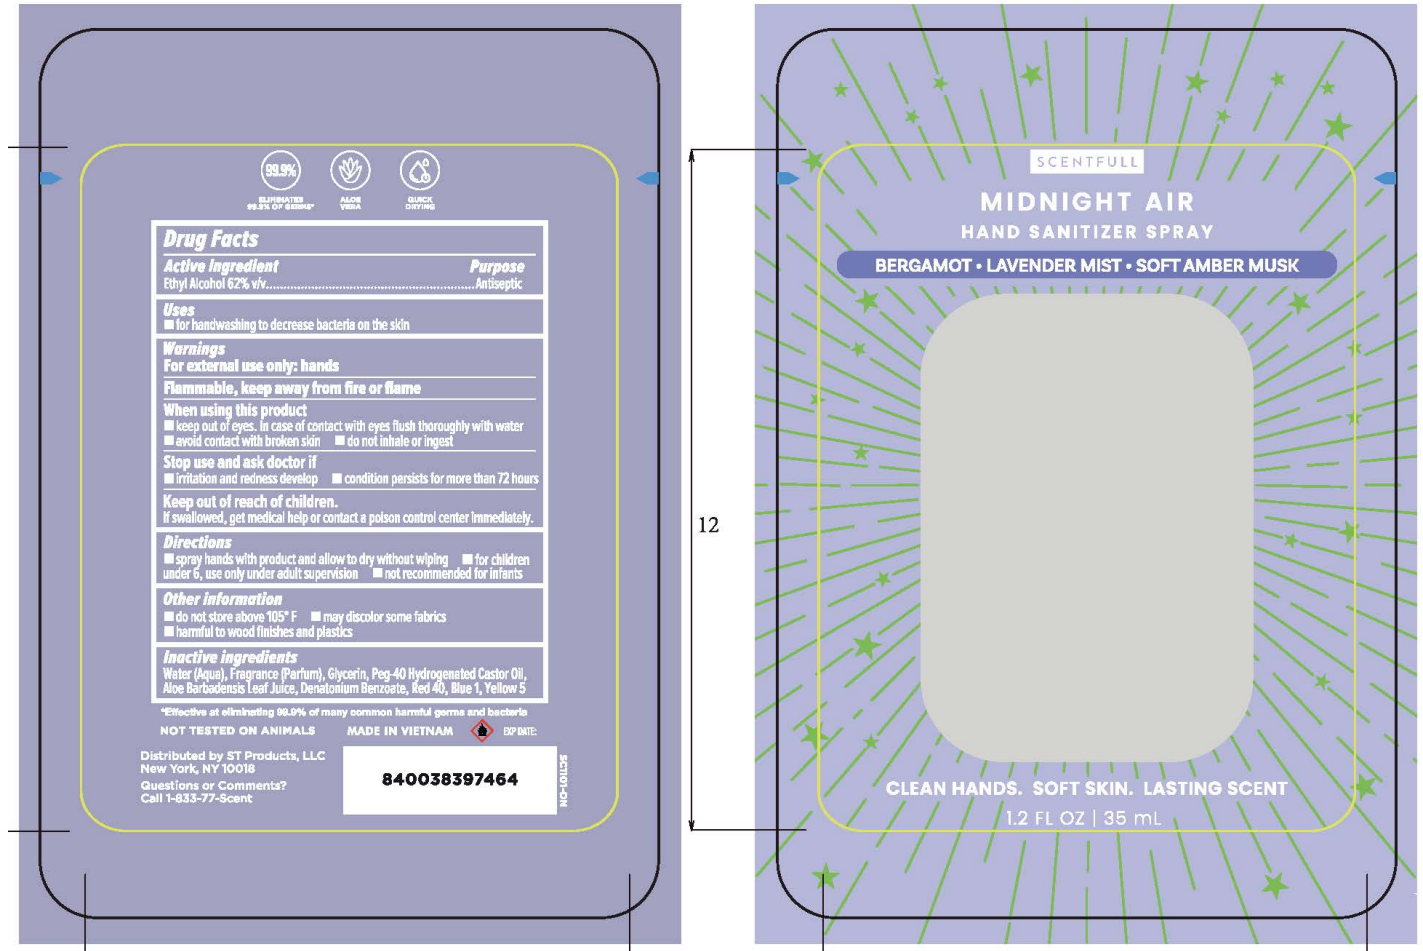 99.9%
ELIMINATES
99.9% OF GERMS*
ALOE
VERA
QUICK
DRYING
Drug Facts
Active ingredient Purpose
Ethyl Alcohol 62% v/v..............................................................Antiseptic
Uses
■ for handwashing to decrease bacteria on the skin
Warnings
For external use only: hands
Flammable, keep away from fire or flame
When using this product
■ keep out of eyes. In case of contact with eyes flush thoroughly with water
■ avoid contact with broken skin ■ do not inhale or ingest
Stop use and ask doctor if
■ irritation and redness develop ■ condition persists for more than 72 hours
Keep out of reach of children.
If swallowed, get medical help or contact a poison control center immediately.
Directions
■ spray hands with product and allow to dry without wiping ■ for children
under 6, use only under adult supervision ■ not recommended for infants
Other information
■ do not store above 105° F ■ may discolor some fabrics
■ harmful to wood finishes and plastics
Inactive ingredients
Water (Aqua), Fragrance (Parfum), Glycerin, Peg-40 Hydrogenated Castor Oil,
Aloe Barbadensis Leaf Juice, Denatonium Benzoate, Red 40, Blue 1, Yellow 5
*Effective at eliminating 99.9% of many common harmful germs and bacteria
NOT TESTED ON ANIMALS MADE IN VIETNAM EXP DATE:
Distributed by ST Products, LLC
New York, NY 10018
Questions or Comments?
Call 1-833-77-Scent
840038397464
SCT1101-ON
12
SCENTFULL
MIDNIGHT AIR
HAND SANITIZER SPRAY
BERGAMOT • LAVENDER MIST • SOFT AMBER MUSK
CLEAN HANDS. SOFT SKIN. LASTING SCENT
1.2 FL OZ | 35 mL